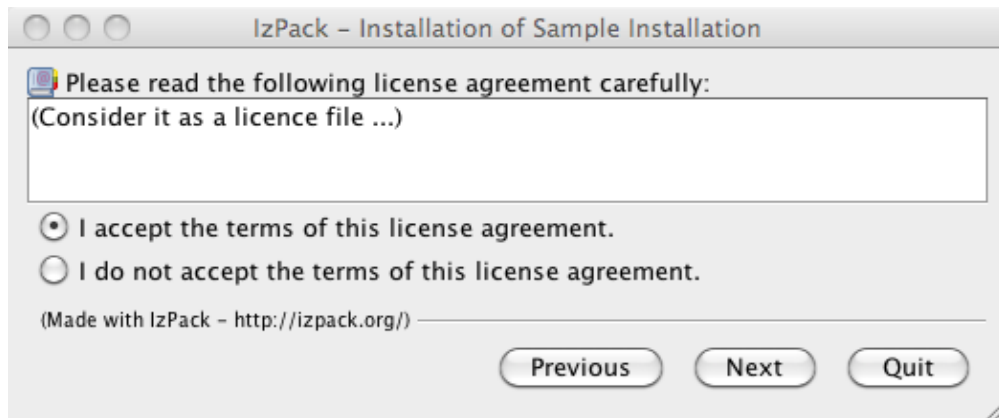 IzPack – Installation of Sample Installation
Please read the following license agreement carefully:
(Consider it as a licence file ...)
I accept the terms of this license agreement.
I do not accept the terms of this license agreement.
(Made with IzPack – http://izpack.org/)
Previous Next Quit